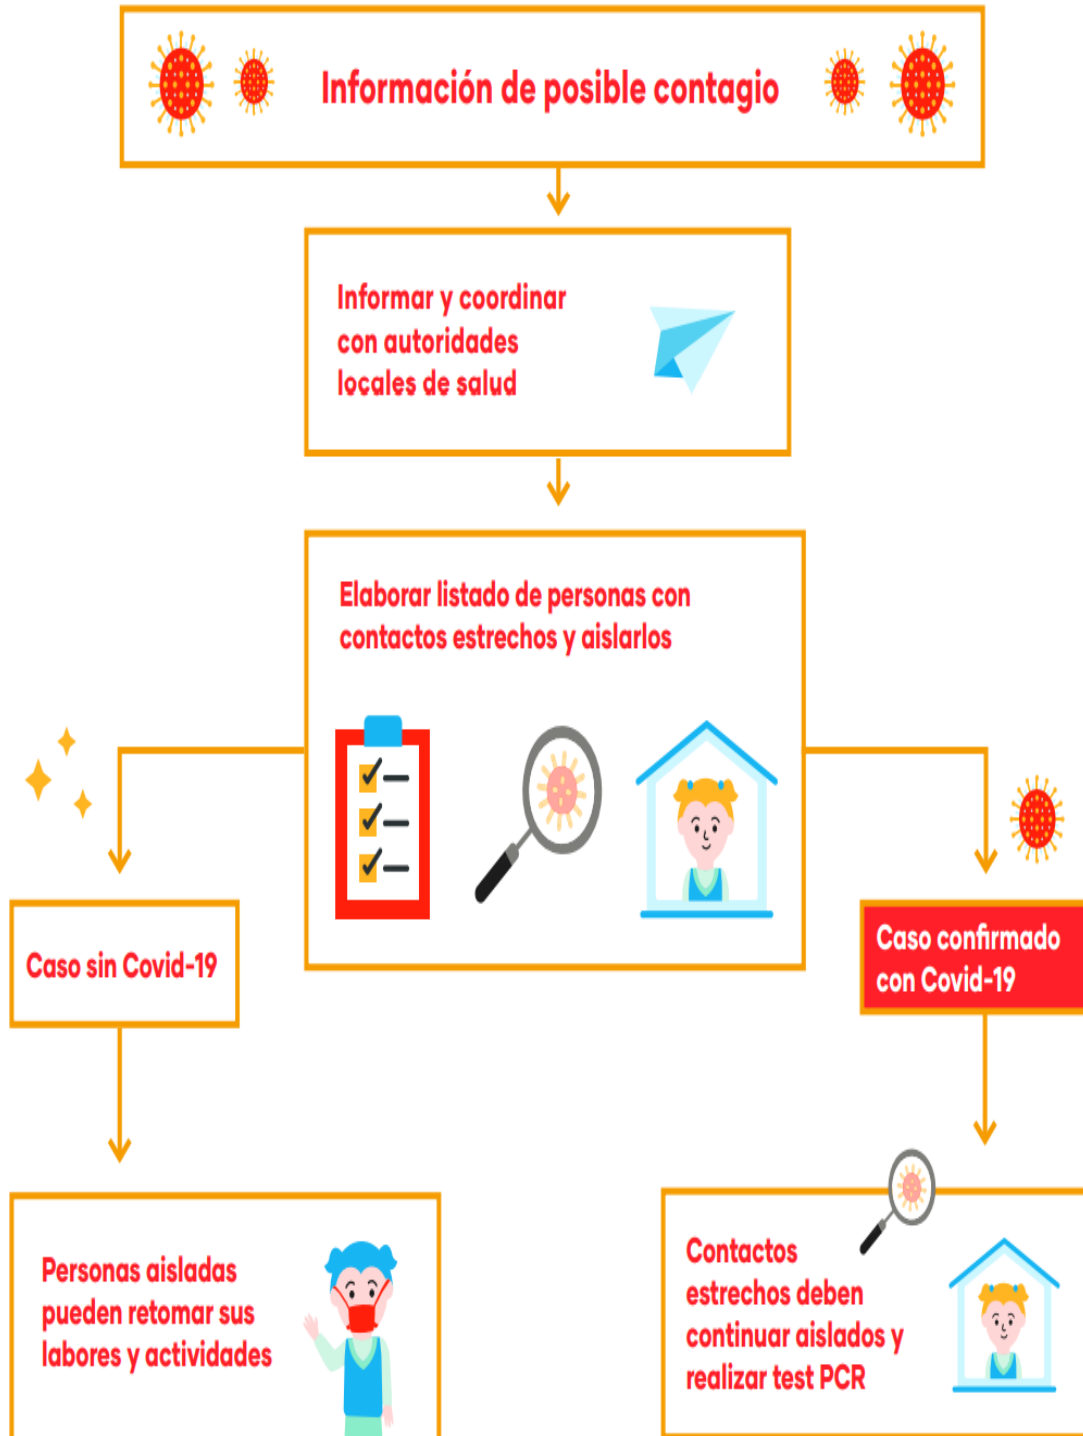 Información de posible contagio
Informar y coordinar
con autoridades
locales de salud
Elaborar listado de personas con
contactos estrechos y aislarlos
Caso sin Covid-19
Caso confirmado
con Covid-19
Personas aisladas
pueden retomar sus
labores y actividades
Contactos
estrechos deben
continuar aislados y
realizar test PCR